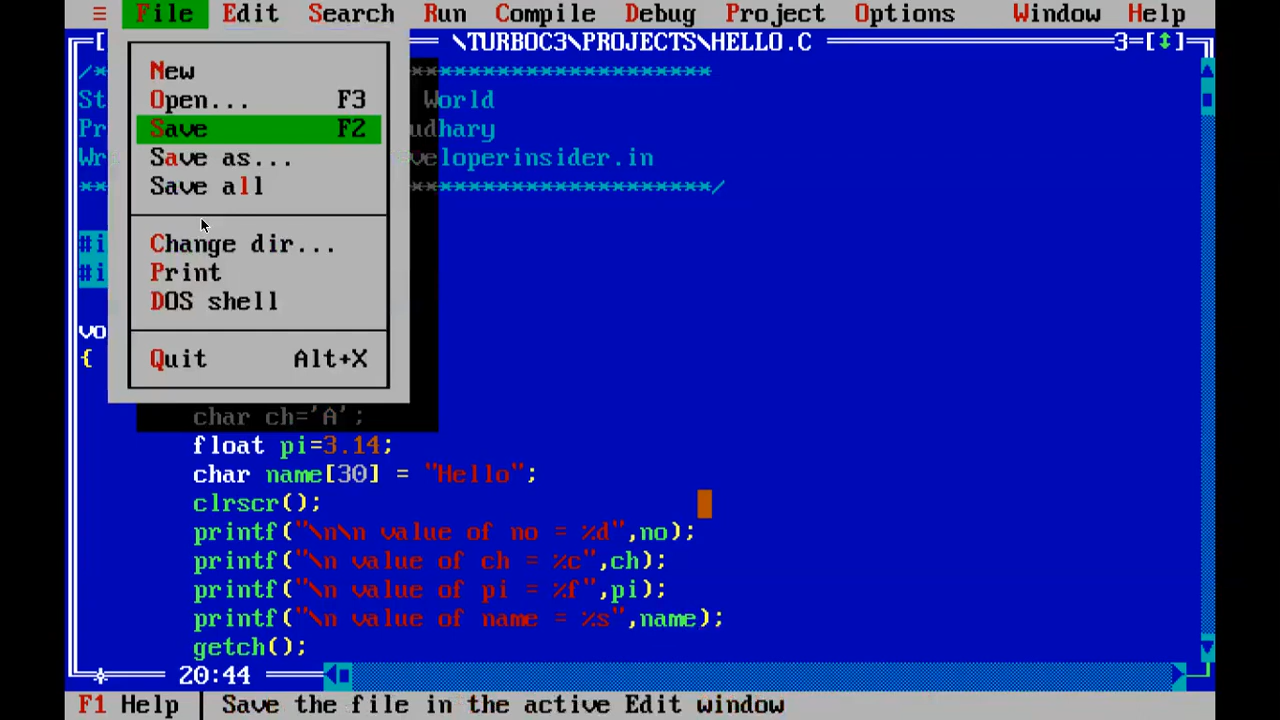 ≡ File Edit Search Run Compile Debug Project Options Window Help
[ \TURBOC3\PROJECTS\HELLO.C 3=[↕]
/* *********************
New
St World
Open... F3
Pr udhary
Save F2
Wr veloperinsider.in
Save as...
** *********************/
Save all
#i
Change dir...
#i
Print
DOS shell
vo
{
Quit Alt+X
char ch='A';
float pi=3.14;
char name[30] = "Hello";
clrscr();
printf("\n\n value of no = %d",no);
printf("\n value of ch = %c",ch);
printf("\n value of pi = %f",pi);
printf("\n value of name = %s",name);
getch();
20:44
F1 Help │ Save the file in the active Edit window